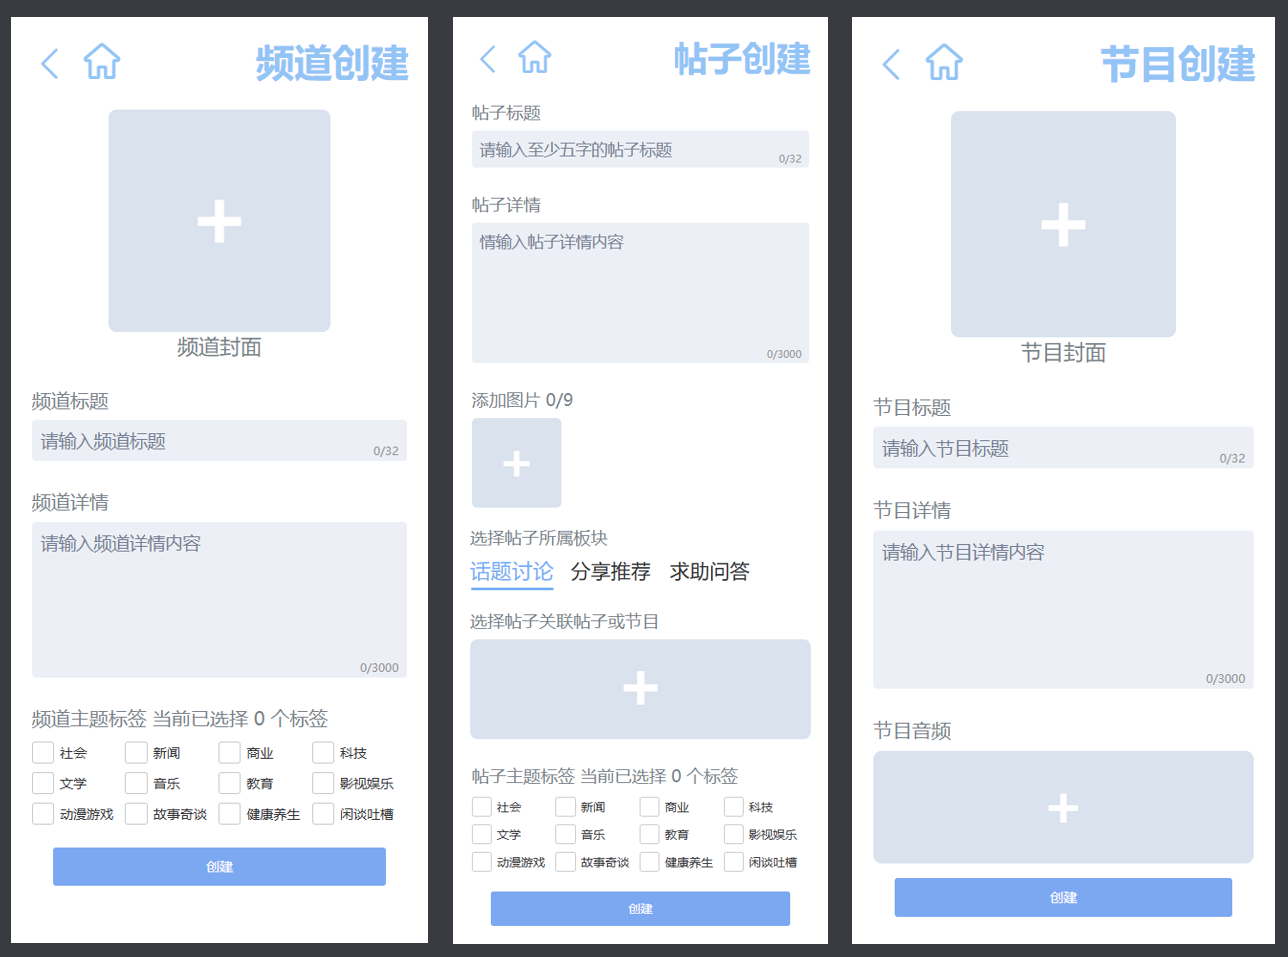 频道创建
频道封面
频道标题
请输入频道标题
0/32
频道详情
请输入频道详情内容
0/3000
频道主题标签 当前已选择 0 个标签
社会 新闻 商业 科技
文学 音乐 教育 影视娱乐
动漫游戏 故事奇谈 健康养生 闲谈吐槽
创建
帖子创建
帖子标题
请输入至少五字的帖子标题
0/32
帖子详情
情输入帖子详情内容
0/3000
添加图片 0/9
选择帖子所属板块
话题讨论 分享推荐 求助问答
选择帖子关联帖子或节目
帖子主题标签 当前已选择 0 个标签
社会 新闻 商业 科技
文学 音乐 教育 影视娱乐
动漫游戏 故事奇谈 健康养生 闲谈吐槽
创建
节目创建
节目封面
节目标题
请输入节目标题
0/32
节目详情
请输入节目详情内容
0/3000
节目音频
创建